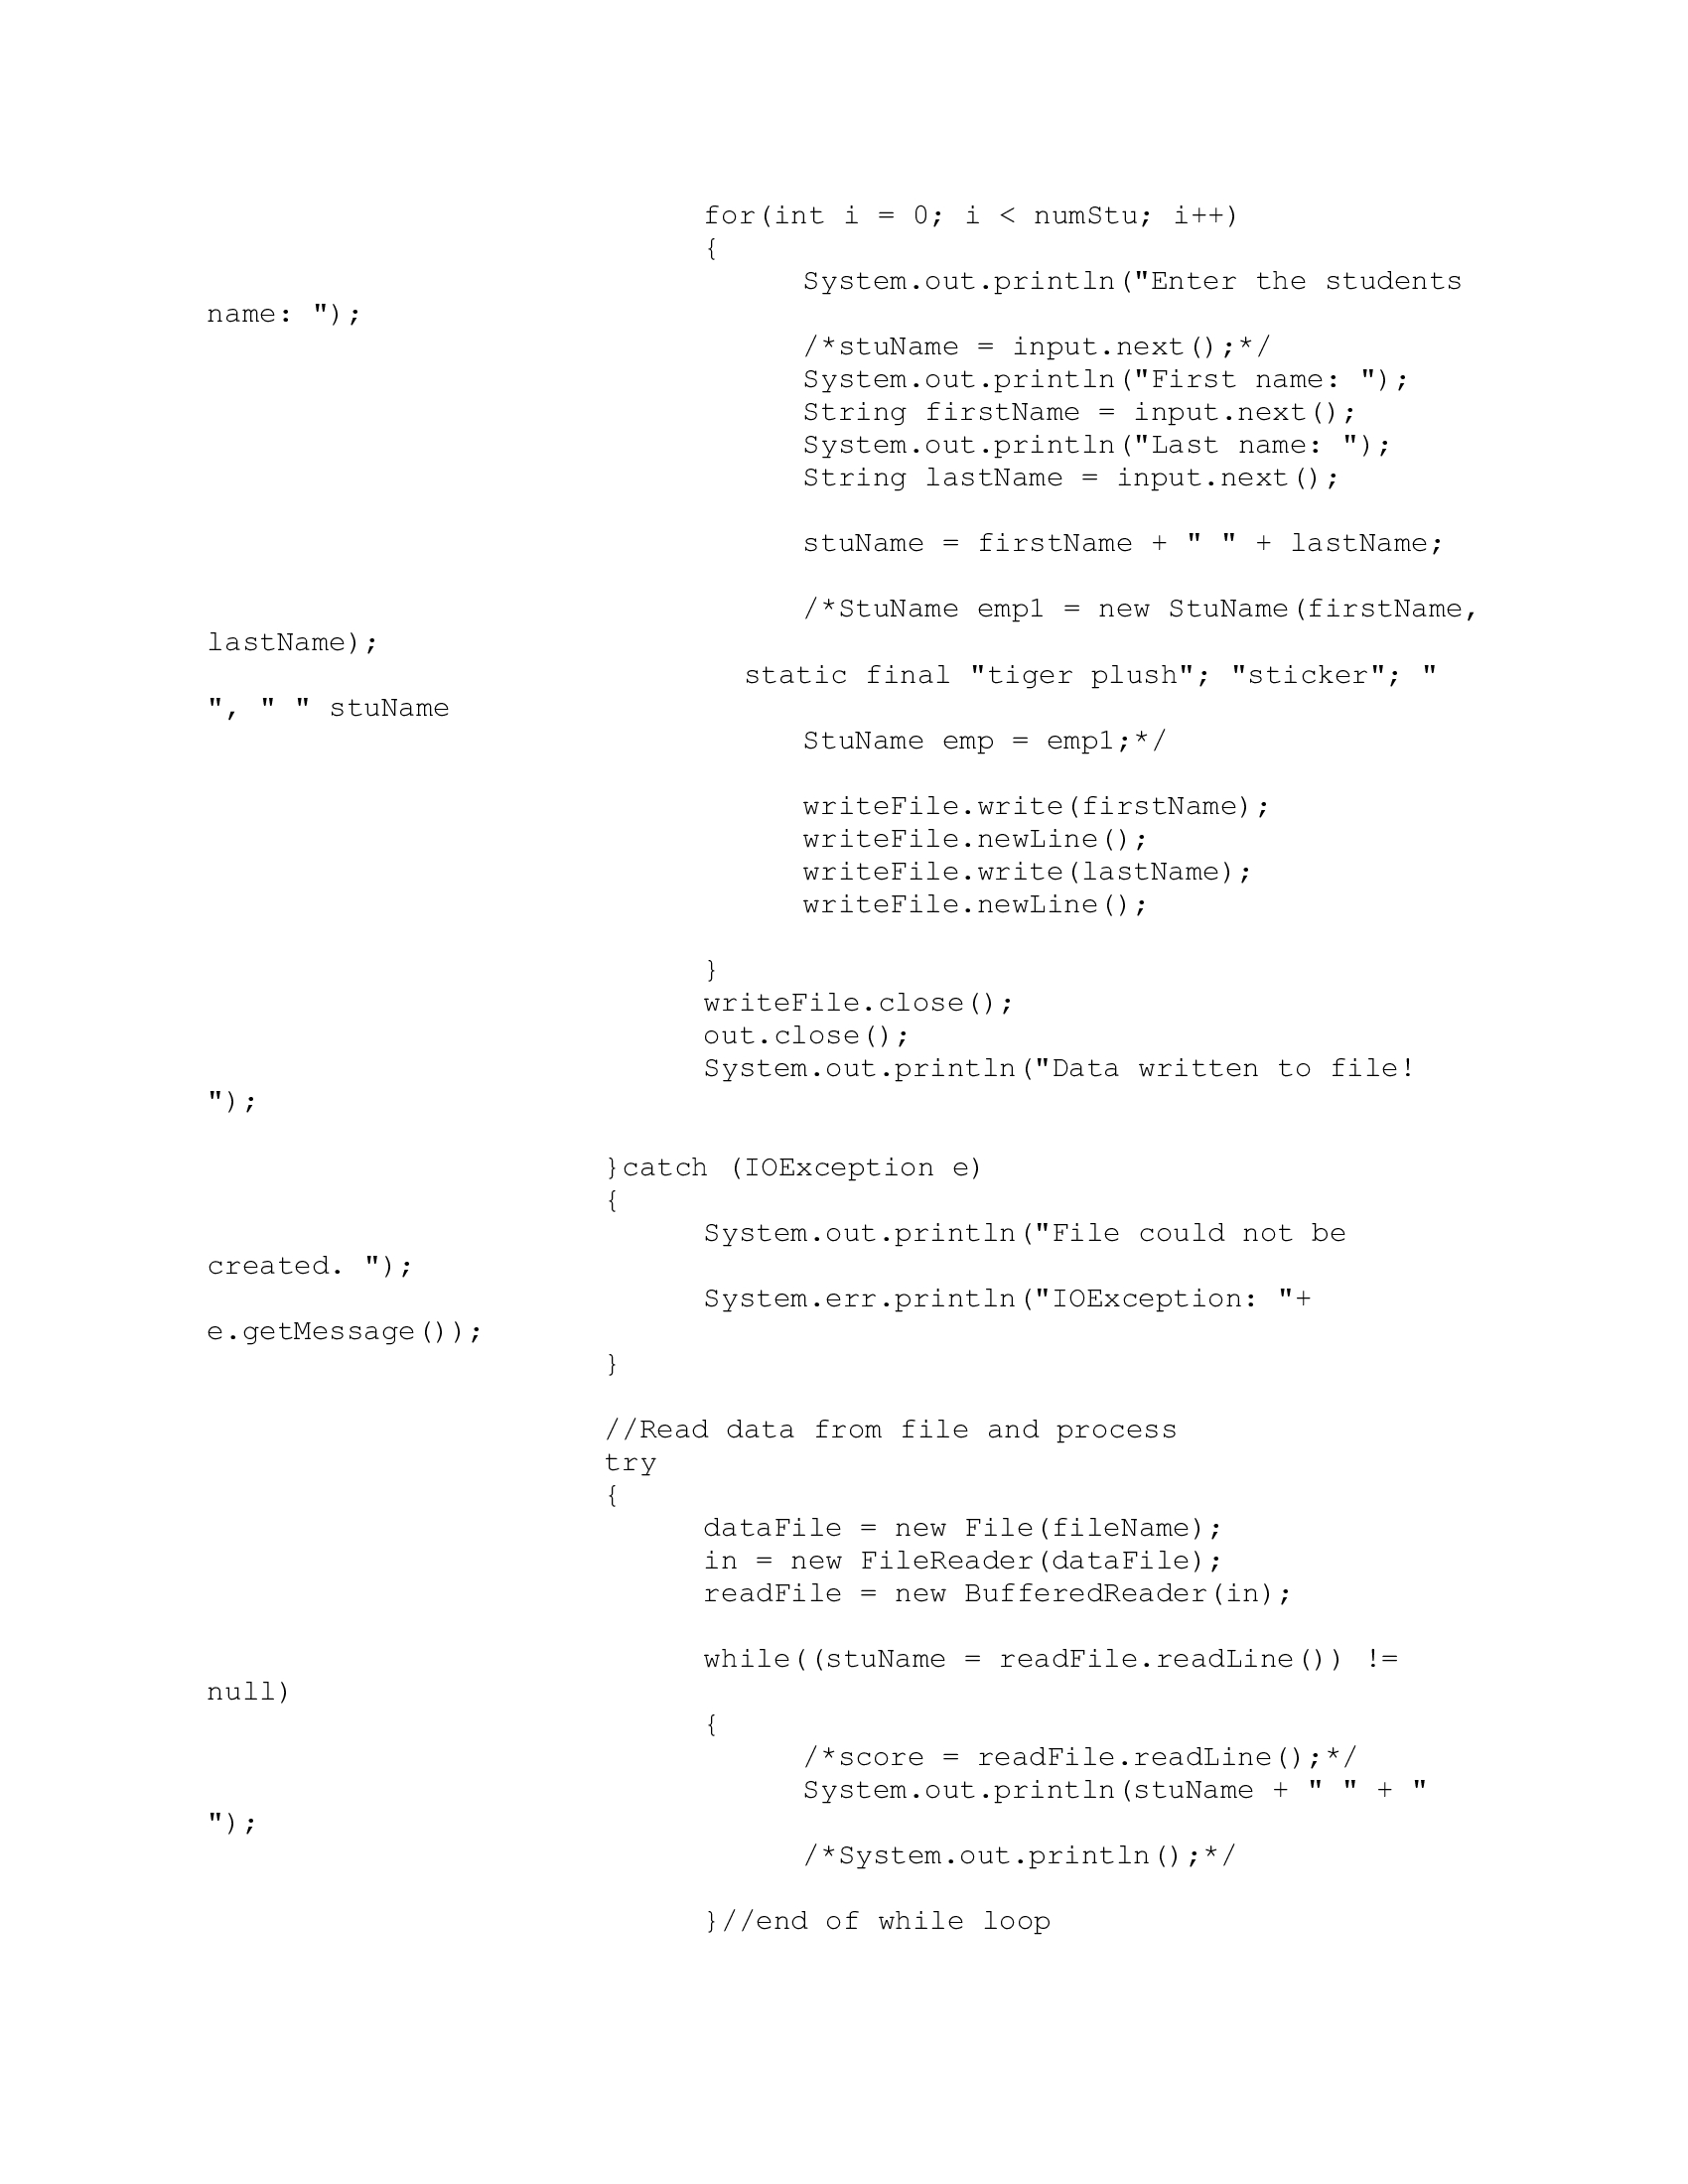 for(int i = 0; i < numStu; i++)
{
System.out.println("Enter the students
name: ");
/*stuName = input.next();*/
System.out.println("First name: ");
String firstName = input.next();
System.out.println("Last name: ");
String lastName = input.next();
stuName = firstName + " " + lastName;
/*StuName emp1 = new StuName(firstName,
lastName);
static final "tiger plush"; "sticker"; "
", " " stuName
StuName emp = emp1;*/
writeFile.write(firstName);
writeFile.newLine();
writeFile.write(lastName);
writeFile.newLine();
}
writeFile.close();
out.close();
System.out.println("Data written to file!
");
}catch (IOException e)
{
System.out.println("File could not be
created. ");
System.err.println("IOException: "+
e.getMessage());
}
//Read data from file and process
try
{
dataFile = new File(fileName);
in = new FileReader(dataFile);
readFile = new BufferedReader(in);
while((stuName = readFile.readLine()) !=
null)
{
/*score = readFile.readLine();*/
System.out.println(stuName + " " + "
");
/*System.out.println();*/
}//end of while loop